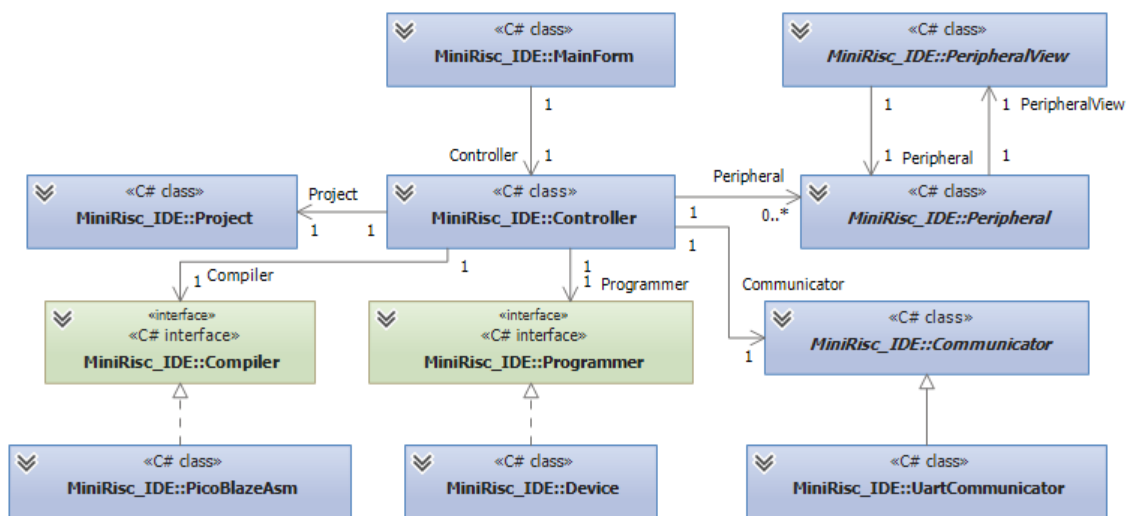 «C# class»
MiniRisc_IDE::MainForm
«C# class»
MiniRisc_IDE::PeripheralView
1
1
1 PeripheralView
Controller
1
1
Peripheral
1
«C# class»
MiniRisc_IDE::Project
Project
1
1
«C# class»
MiniRisc_IDE::Controller
Peripheral
1
0..*
1
«C# class»
MiniRisc_IDE::Peripheral
1 Compiler
1
1
1 Programmer
Communicator
1
«interface»
«C# interface»
MiniRisc_IDE::Compiler
«interface»
«C# interface»
MiniRisc_IDE::Programmer
«C# class»
MiniRisc_IDE::Communicator
«C# class»
MiniRisc_IDE::PicoBlazeAsm
«C# class»
MiniRisc_IDE::Device
«C# class»
MiniRisc_IDE::UartCommunicator